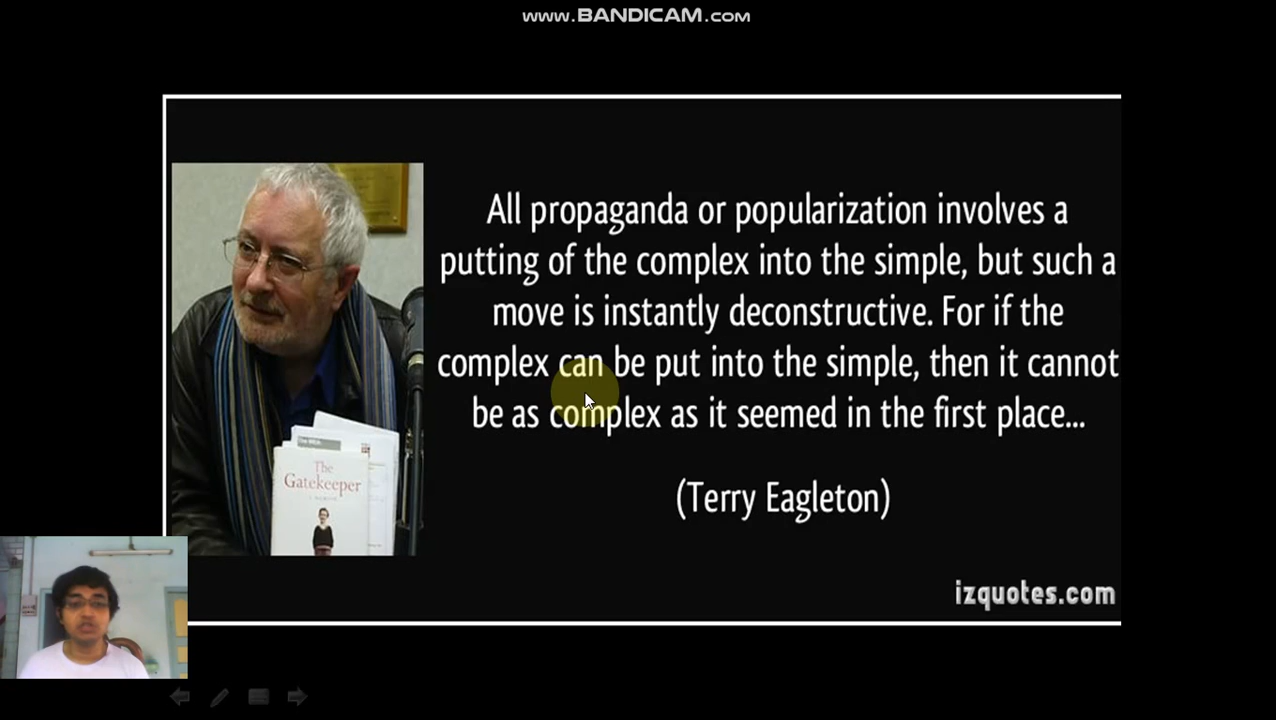 www.BANDICAM.com
All propaganda or popularization involves a
putting of the complex into the simple, but such a
move is instantly deconstructive. For if the
complex can be put into the simple, then it cannot
be as complex as it seemed in the first place...
(Terry Eagleton)
The
Gatekeeper
izquotes.com